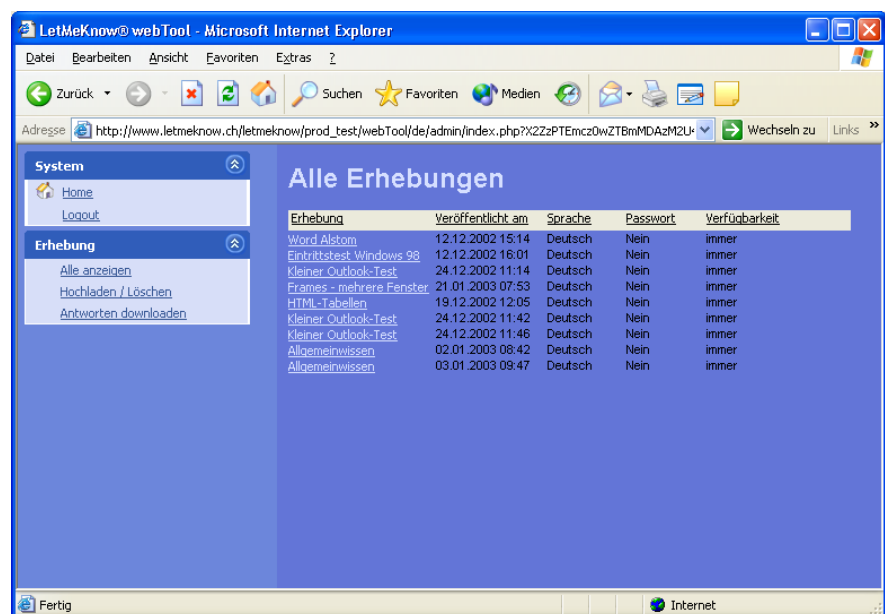 LetMeKnow® webTool - Microsoft Internet Explorer
Datei Bearbeiten Ansicht Favoriten Extras ?
Zurück Suchen Favoriten Medien
Adresse http://www.letmeknow.ch/letmeknow/prod_test/webTool/de/admin/index.php? Wechseln zu Links »
System
Home
Logout
Erhebung
Alle anzeigen
Hochladen / Löschen
Antworten downloaden
Alle Erhebungen
Erhebung Veröffentlicht am Sprache Passwort Verfügbarkeit
Word Alstom 12.12.2002 15:14 Deutsch Nein immer
Eintrittstest Windows 98 12.12.2002 16:01 Deutsch Nein immer
Kleiner Outlook-Test 24.12.2002 11:14 Deutsch Nein immer
Frames - mehrere Fenster 21.01.2003 07:53 Deutsch Nein immer
HTML-Tabellen 19.12.2002 12:05 Deutsch Nein immer
Kleiner Outlook-Test 24.12.2002 11:42 Deutsch Nein immer
Kleiner Outlook-Test 24.12.2002 11:46 Deutsch Nein immer
Allgemeinwissen 02.01.2003 08:42 Deutsch Nein immer
Allgemeinwissen 03.01.2003 09:47 Deutsch Nein immer
Fertig Internet